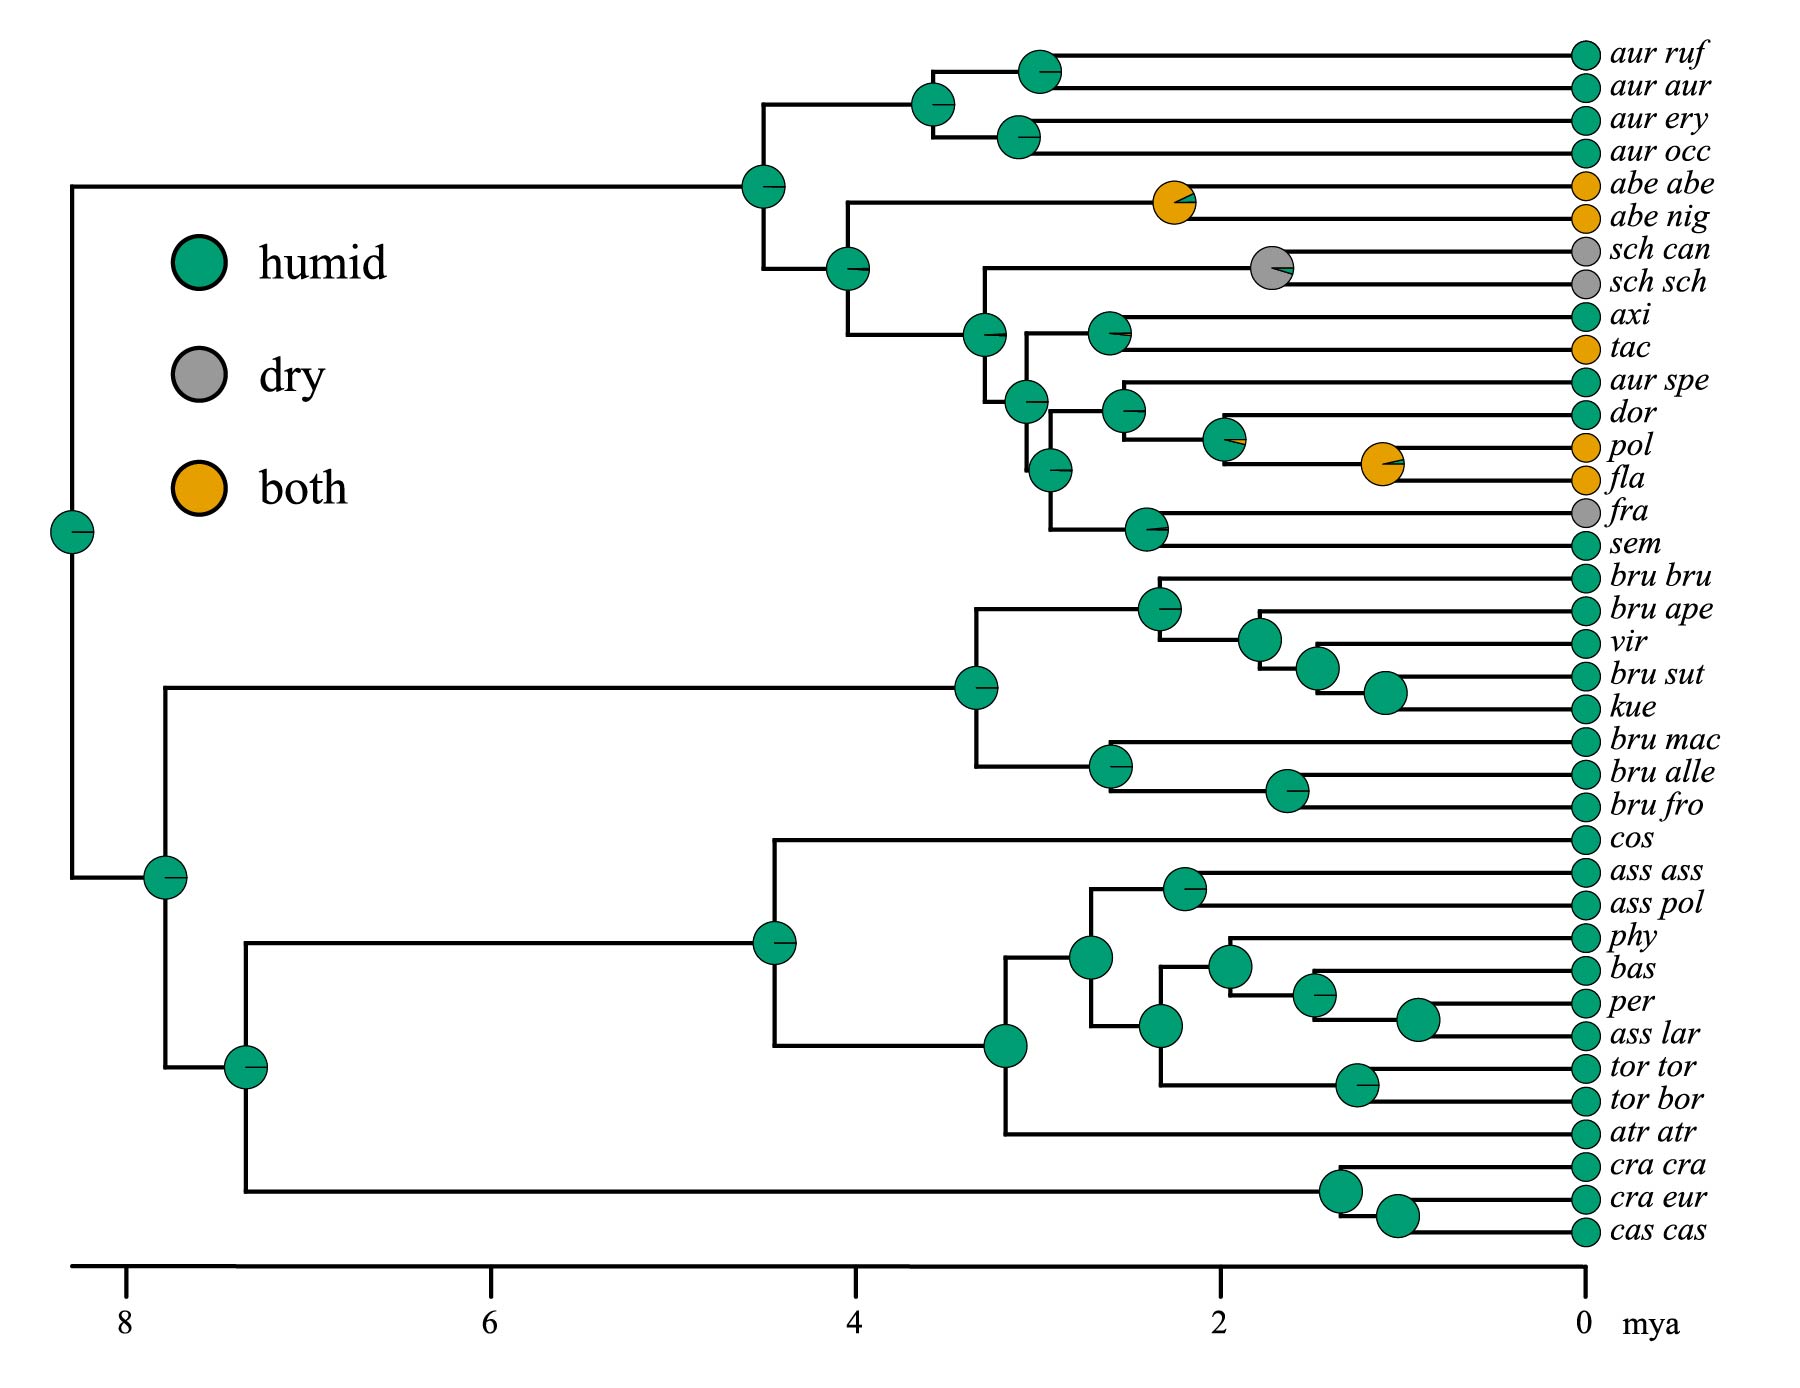 aur ruf
aur aur
aur ery
aur occ
abe abe
abe nig
sch can
sch sch
axi
tac
aur spe
dor
pol
fla
fra
sem
bru bru
bru ape
vir
bru sut
kue
bru mac
bru alle
bru fro
cos
ass ass
ass pol
phy
bas
per
ass lar
tor tor
tor bor
atr atr
cra cra
cra eur
cas cas
humid
dry
both
8 6 4 2 0 mya